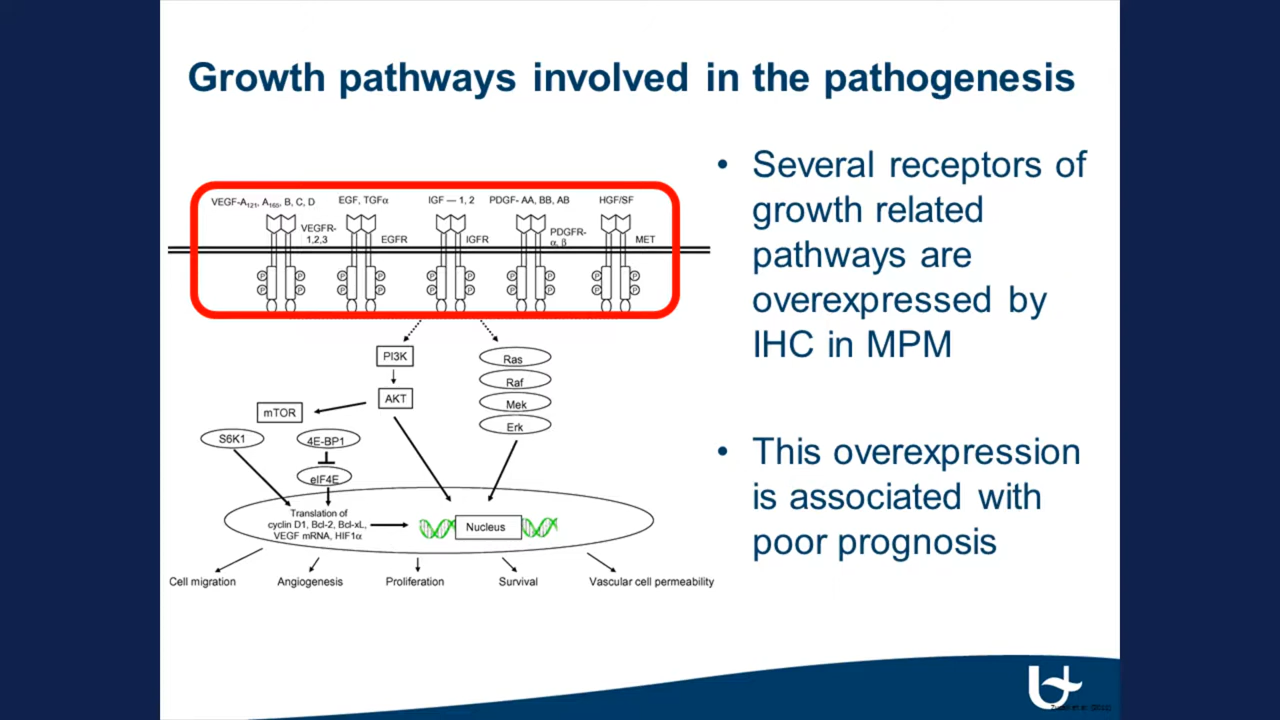 Growth pathways involved in the pathogenesis
VEGF-A121, A165, B, C, D
EGF, TGFα
IGF — 1, 2
PDGF- AA, BB, AB
HGF/SF
VEGFR-
1,2,3
EGFR
IGFR
PDGFR-
α, β
MET
P P P P P P P P P P
P P P P P P P P P P
PI3K
Ras
Raf
AKT
Mek
mTOR
Erk
S6K1
4E-BP1
eIF4E
Translation of
cyclin D1, Bcl-2, Bcl-xL,
VEGF mRNA, HIF1α
Nucleus
Cell migration
Angiogenesis
Proliferation
Survival
Vascular cell permeability
• Several receptors of
growth related
pathways are
overexpressed by
IHC in MPM
• This overexpression
is associated with
poor prognosis
et al.